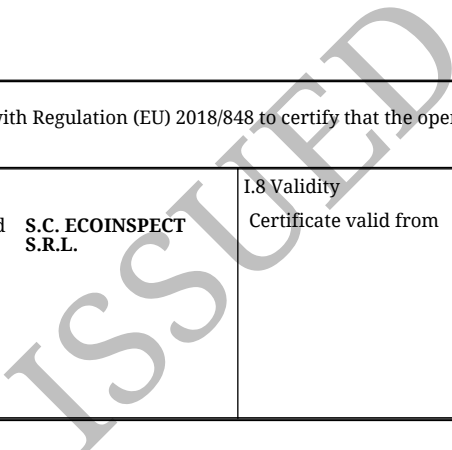 with Regulation (EU) 2018/848 to certify that the oper
I.8 Validity
Certificate valid from
S.C. ECOINSPECT
S.R.L.
ISSUED